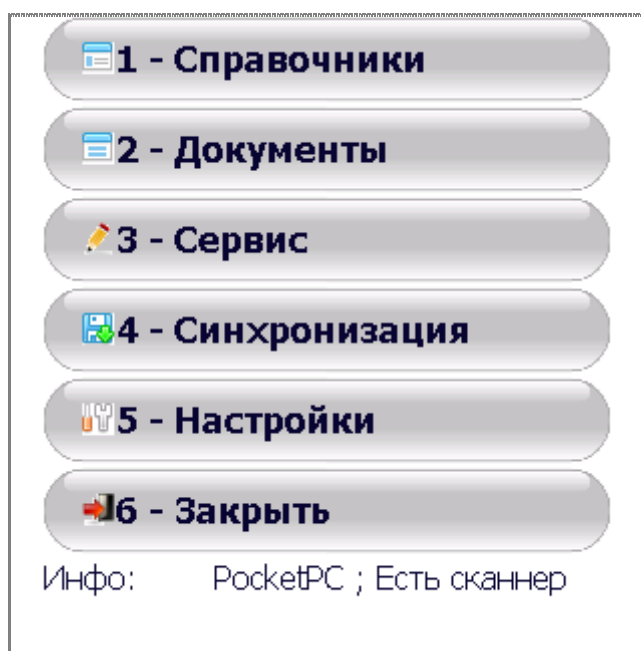 1 - Справочники
2 - Документы
3 - Сервис
4 - Синхронизация
5 - Настройки
6 - Закрыть
Инфо: PocketPC ; Есть сканнер